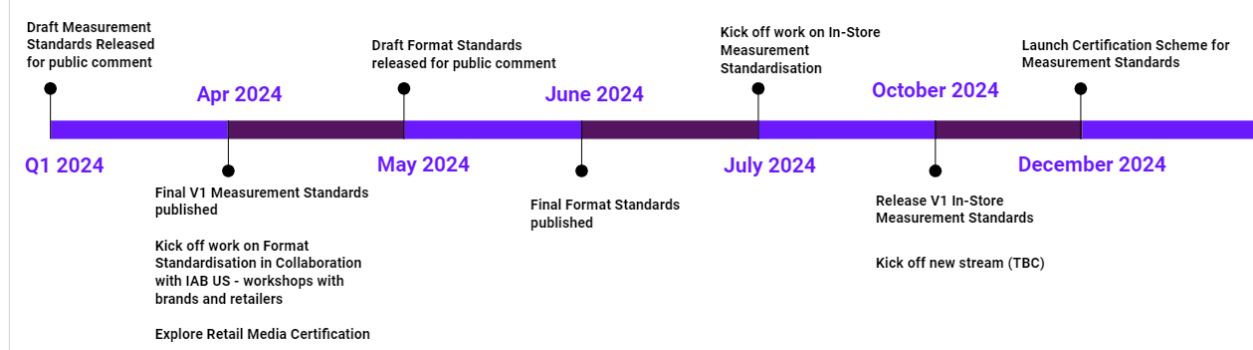 Draft Measurement
Standards Released
for public comment
Q1 2024
Apr 2024
Final V1 Measurement Standards
published
Kick off work on Format
Standardisation in Collaboration
with IAB US - workshops with
brands and retailers
Explore Retail Media Certification
Draft Format Standards
released for public comment
May 2024
June 2024
Final Format Standards
published
Kick off work on In-Store
Measurement
Standardisation
July 2024
October 2024
Release V1 In-Store
Measurement Standards
Kick off new stream (TBC)
Launch Certification Scheme for
Measurement Standards
December 2024